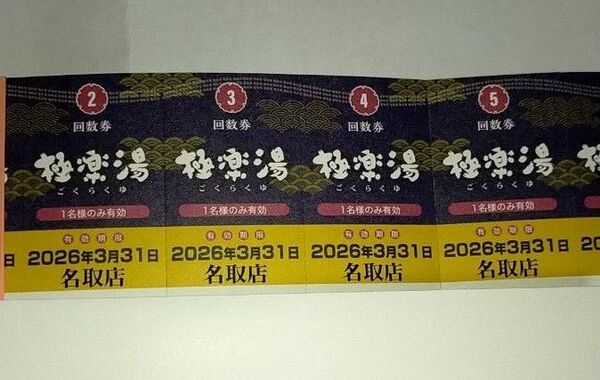 2
回数券
極楽湯
ごくらくゆ
1名様のみ有効
有効期限
2026年3月31日
名取店
3
回数券
極楽湯
ごくらくゆ
1名様のみ有効
有効期限
2026年3月31日
名取店
4
回数券
極楽湯
ごくらくゆ
1名様のみ有効
有効期限
2026年3月31日
名取店
5
回数券
極楽湯
ごくらくゆ
1名様のみ有効
有効期限
2026年3月31日
名取店